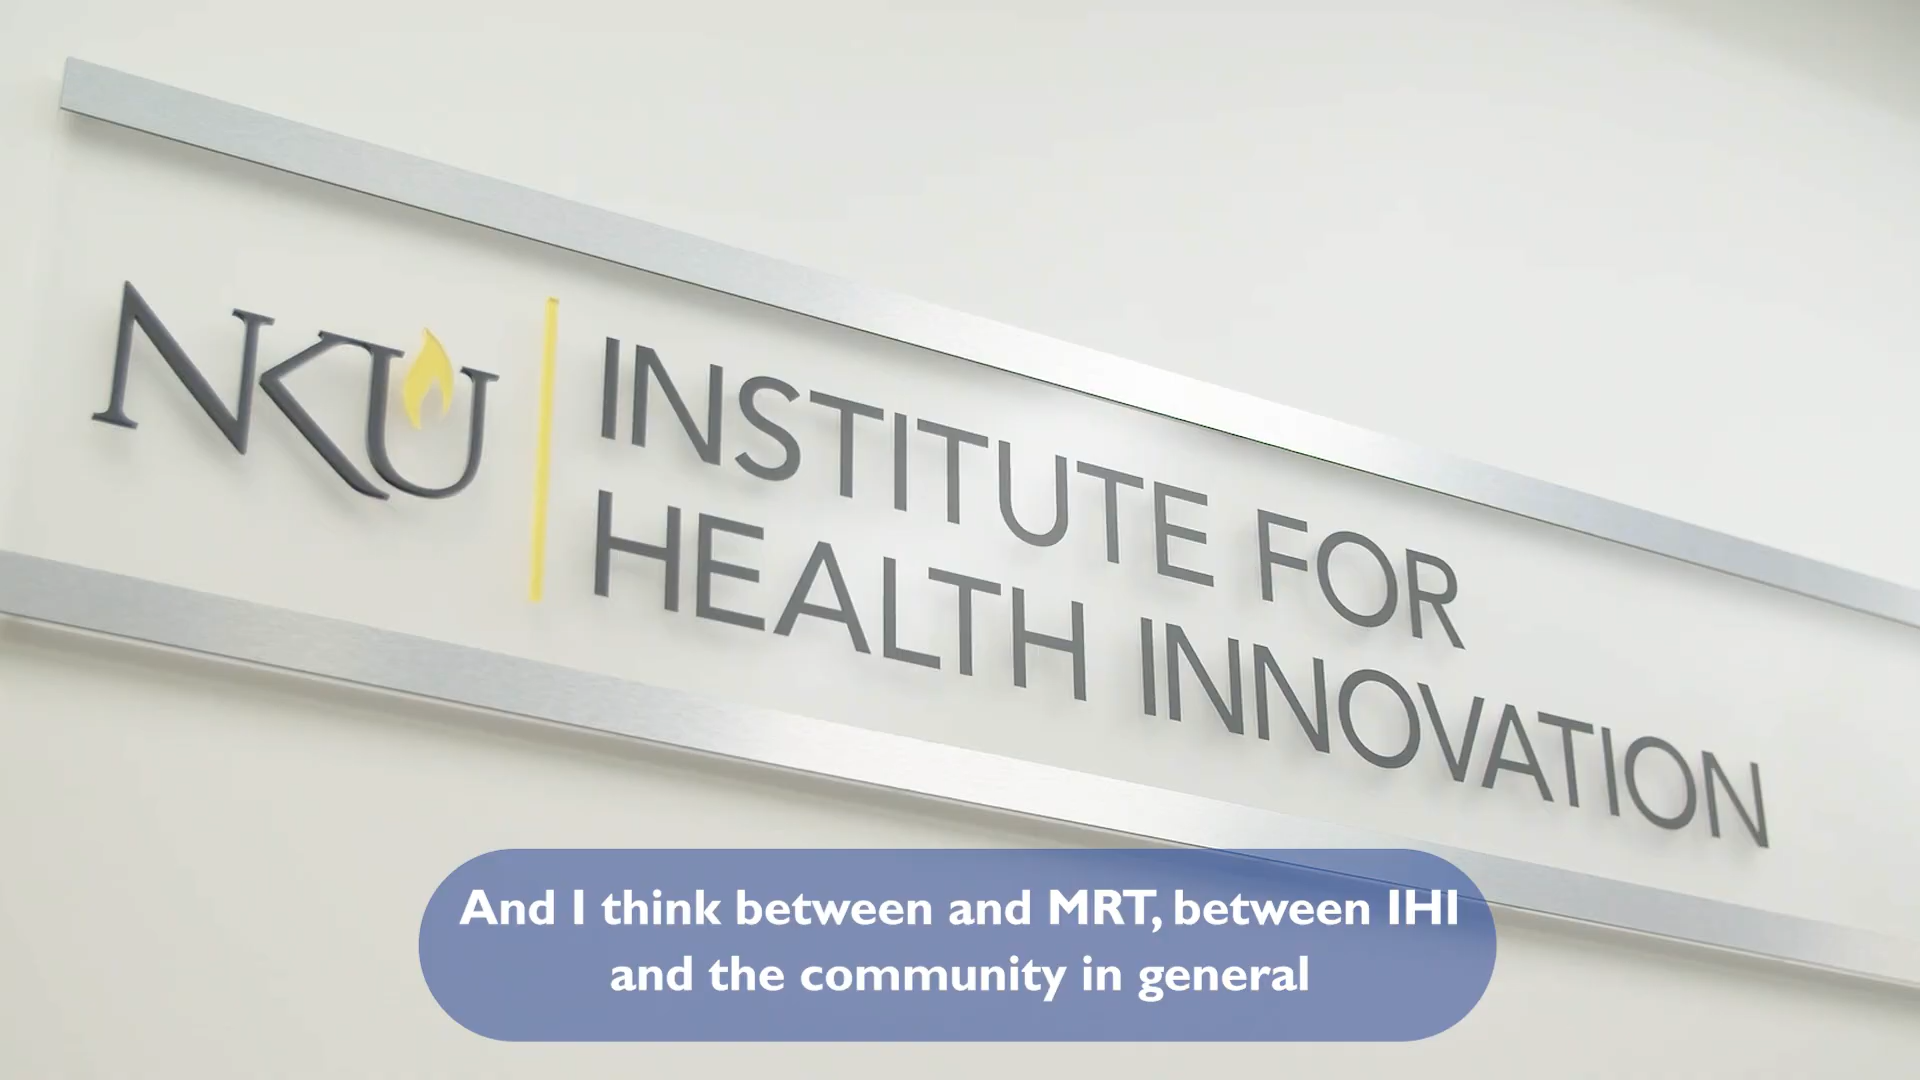 NKU
INSTITUTE FOR
HEALTH INNOVATION
And I think between and MRT, between IHI
and the community in general